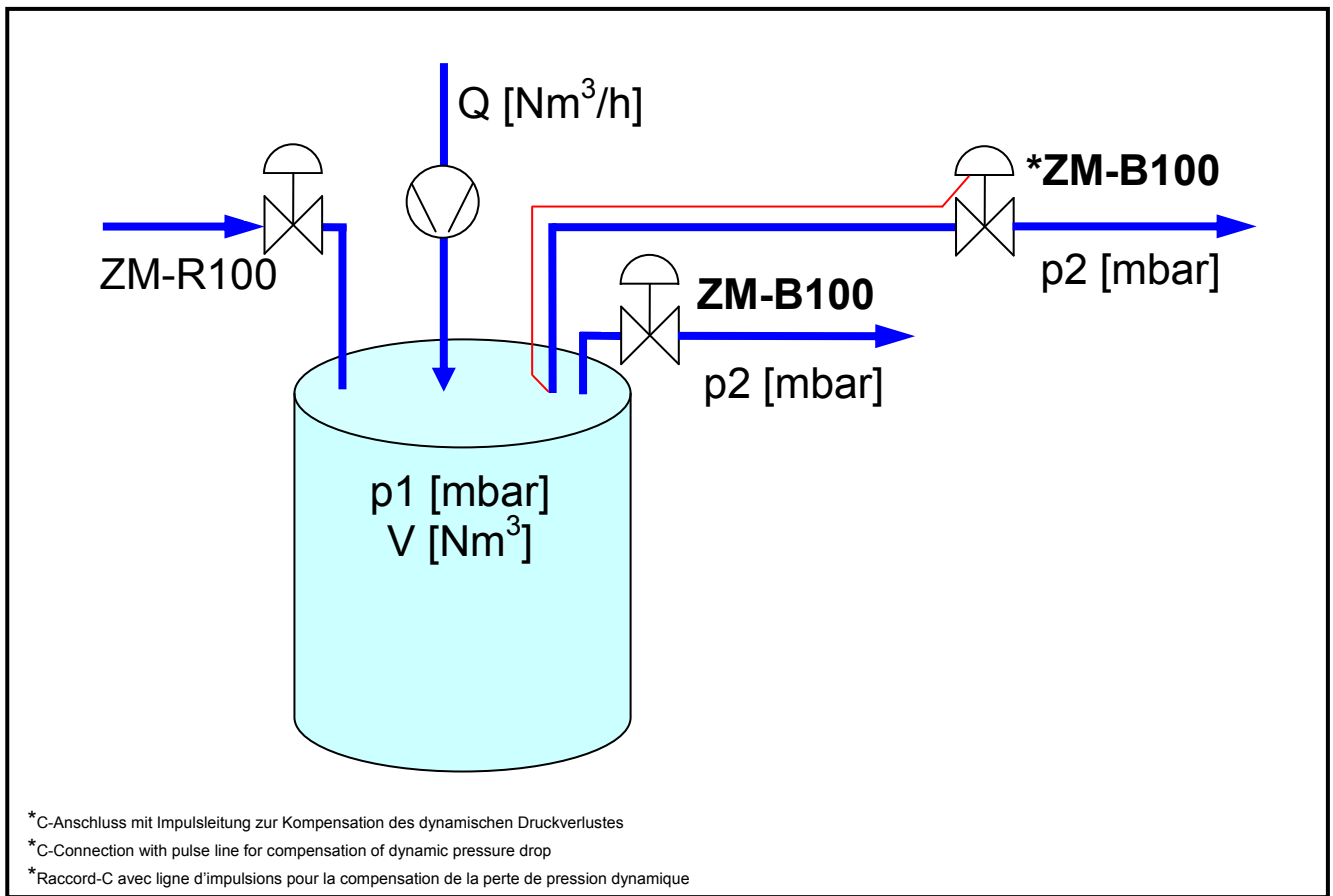 Q [Nm³/h]
*ZM-B100
ZM-R100
p2 [mbar]
ZM-B100
p2 [mbar]
p1 [mbar]
V [Nm³]
*C-Anschluss mit Impulsleitung zur Kompensation des dynamischen Druckverlustes
*C-Connection with pulse line for compensation of dynamic pressure drop
*Raccord-C avec ligne d'impulsions pour la compensation de la perte de pression dynamique